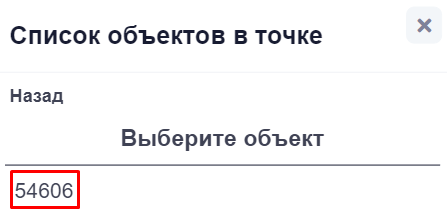 Список объектов в точке
Назад
Выберите объект
54606